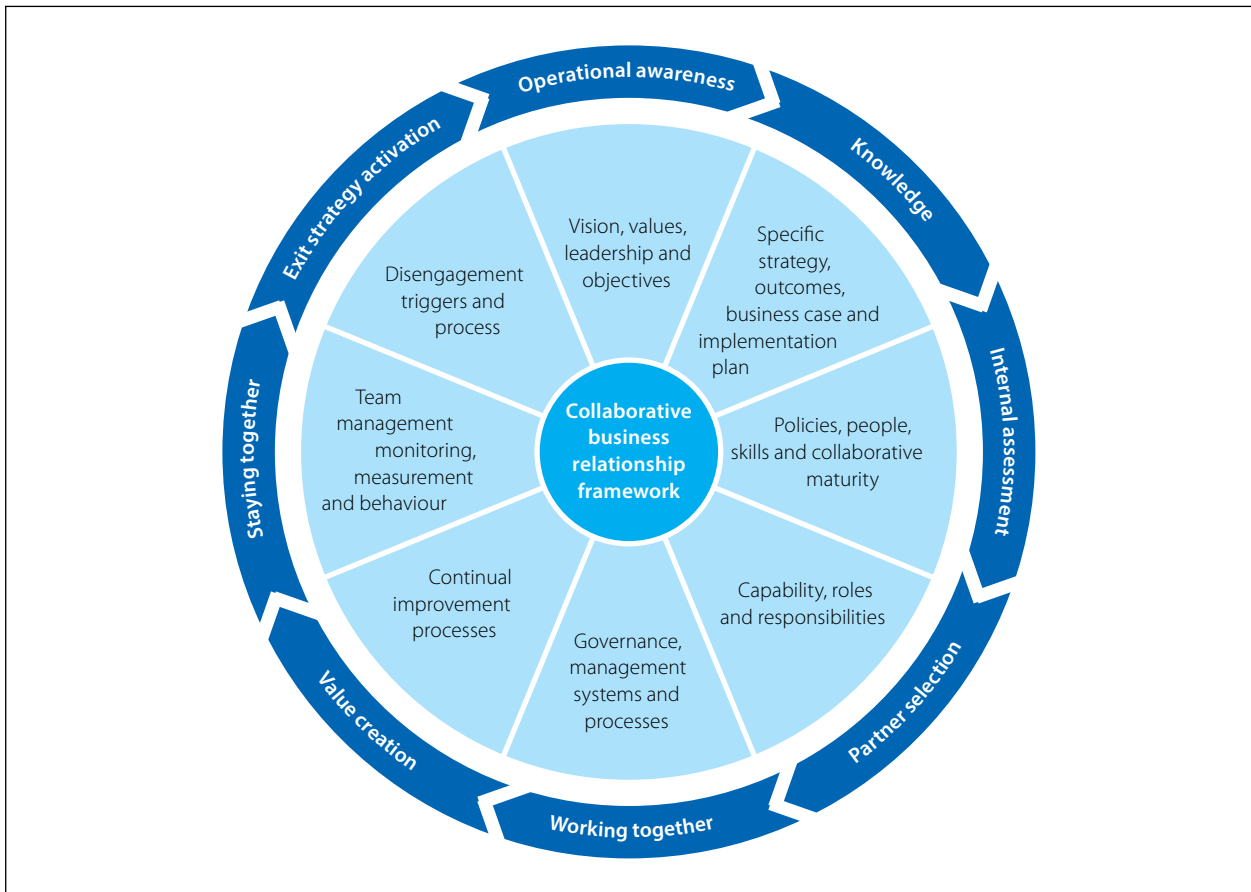 Operational awareness
Knowledge
Internal assessment
Partner selection
Working together
Value creation
Staying together
Exit strategy activation
Vision, values,
leadership and
objectives
Specific
strategy,
outcomes,
business case and
implementation
plan
Policies, people,
skills and collaborative
maturity
Capability, roles
and responsibilities
Governance,
management
systems and
processes
Continual
improvement
processes
Team
management
monitoring,
measurement
and behaviour
Disengagement
triggers and
process
Collaborative
business
relationship
framework